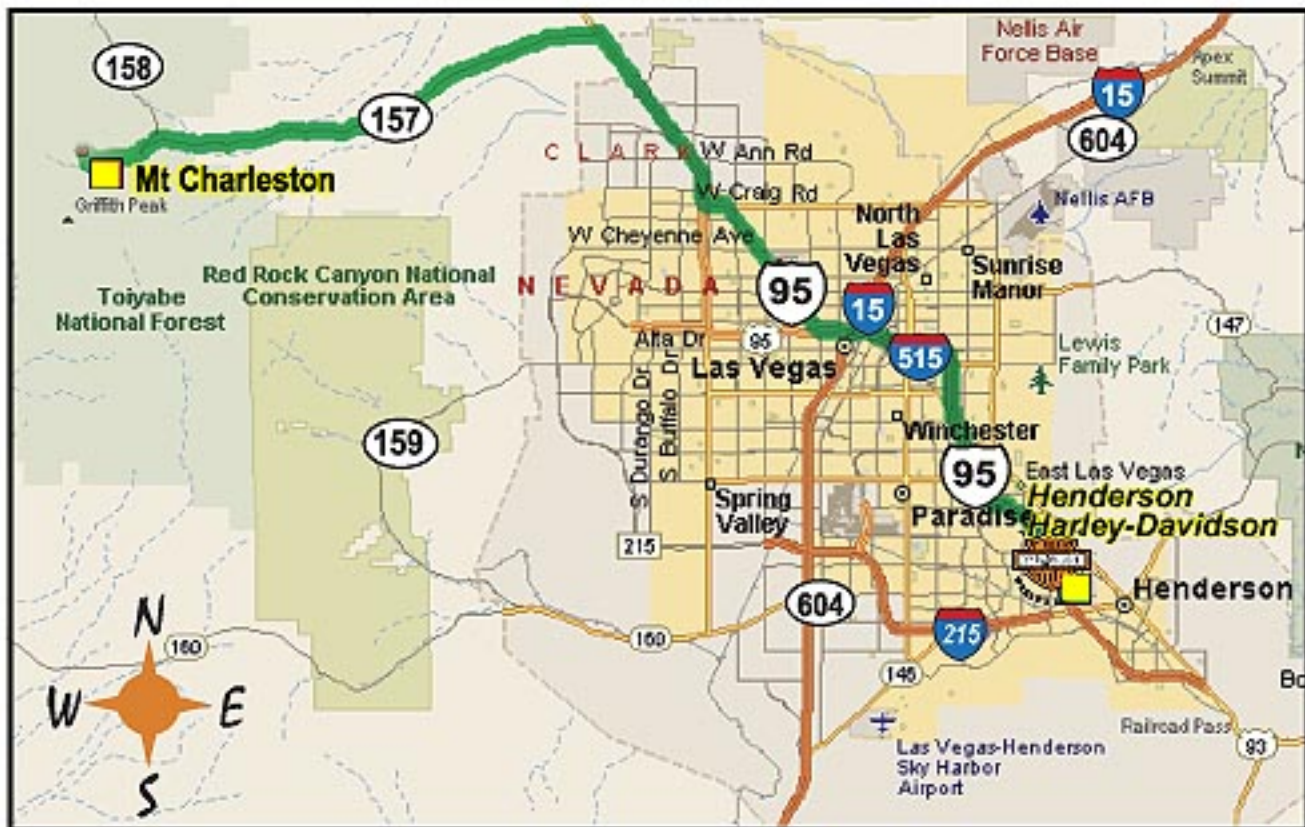 158
157
Mt Charleston
Griffith Peak
Toiyabe
National Forest
Red Rock Canyon National
Conservation Area
CLARK
NEVADA
W Ann Rd
W Craig Rd
W Cheyenne Ave
Alta Dr
95
S Durango Dr
S Buffalo Dr
Nellis Air
Force Base
Apex
Summit
15
604
Nellis AFB
North
Las
Vegas
Sunrise
Manor
95
15
515
Las Vegas
147
Lewis
Family Park
Winchester
159
95
East Las Vegas
Henderson
Harley-Davidson
Spring
Valley
Paradise
215
604
Henderson
160
160
215
146
Las Vegas-Henderson
Sky Harbor
Airport
Railroad Pass
93
Bo
N
W
E
S